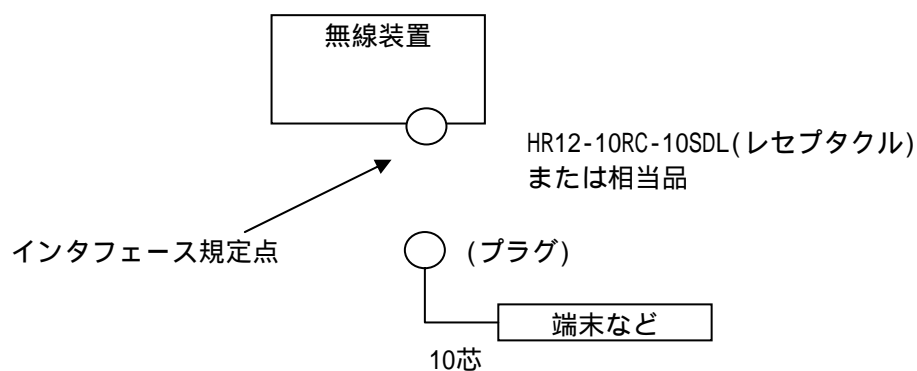 無線装置
HR12-10RC-10SDL(レセプタクル)
または相当品
インタフェース規定点
(プラグ)
端末など
10芯